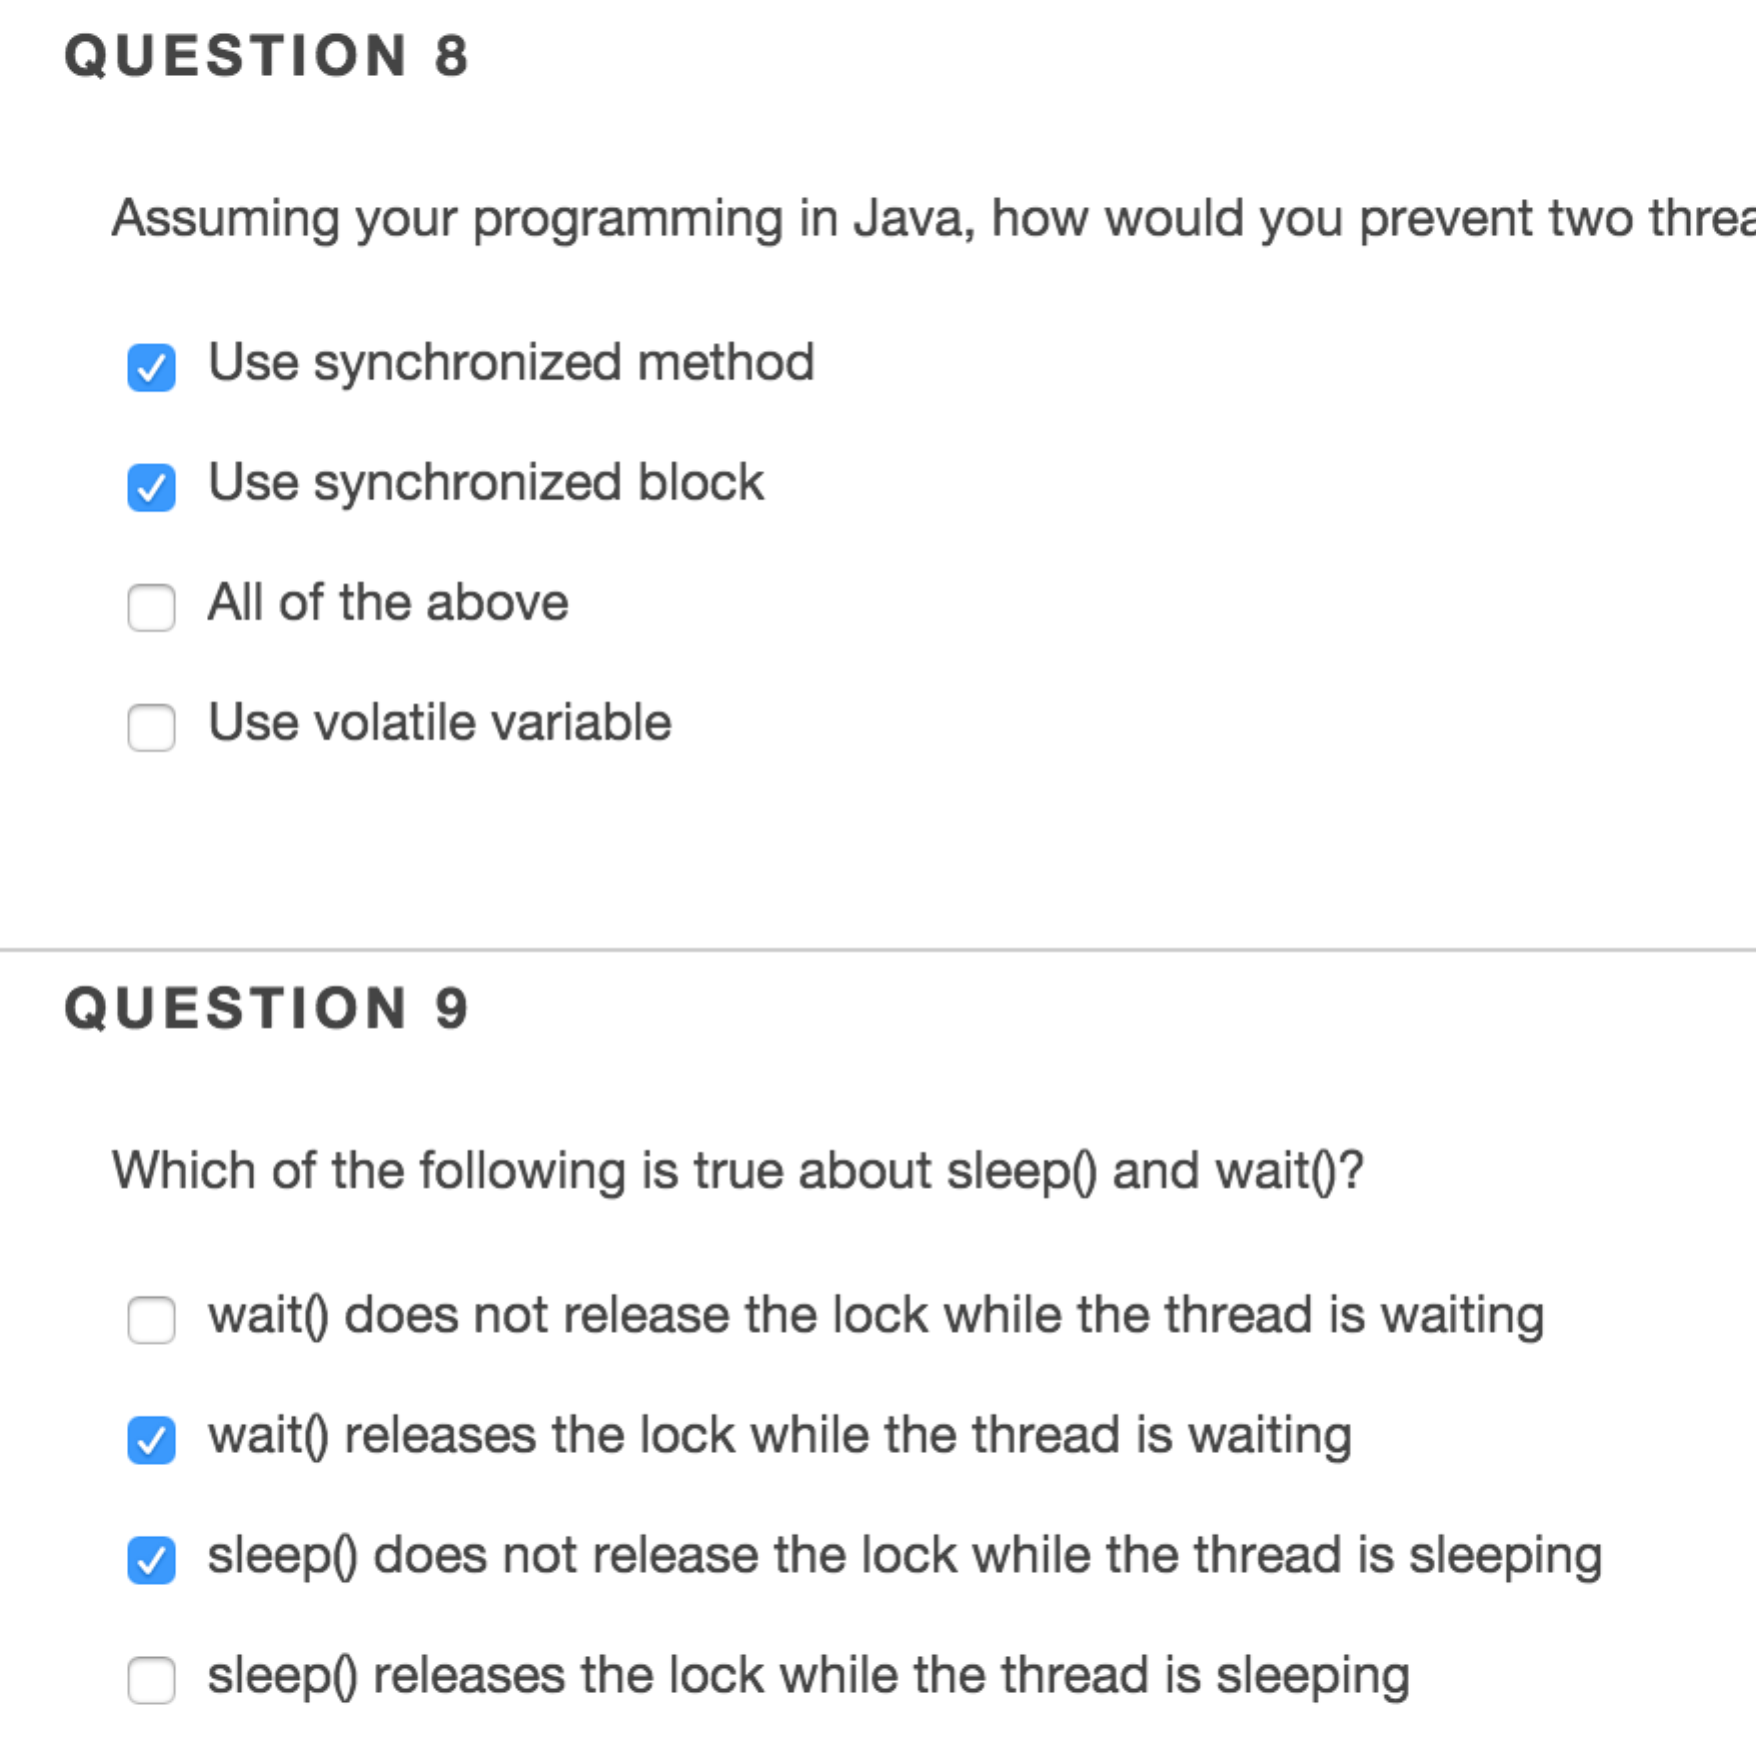 QUESTION 8
Assuming your programming in Java, how would you prevent two
Use synchronized method
Use synchronized block
All of the above
Use volatile variable
QUESTION 9
Which of the following is true about sleep() and wait()?
wait() does not release the lock while the thread is waiting
wait() releases the lock while the thread is waiting
sleep() does not release the lock while the thread is sleeping
sleep() releases the lock while the thread is sleeping